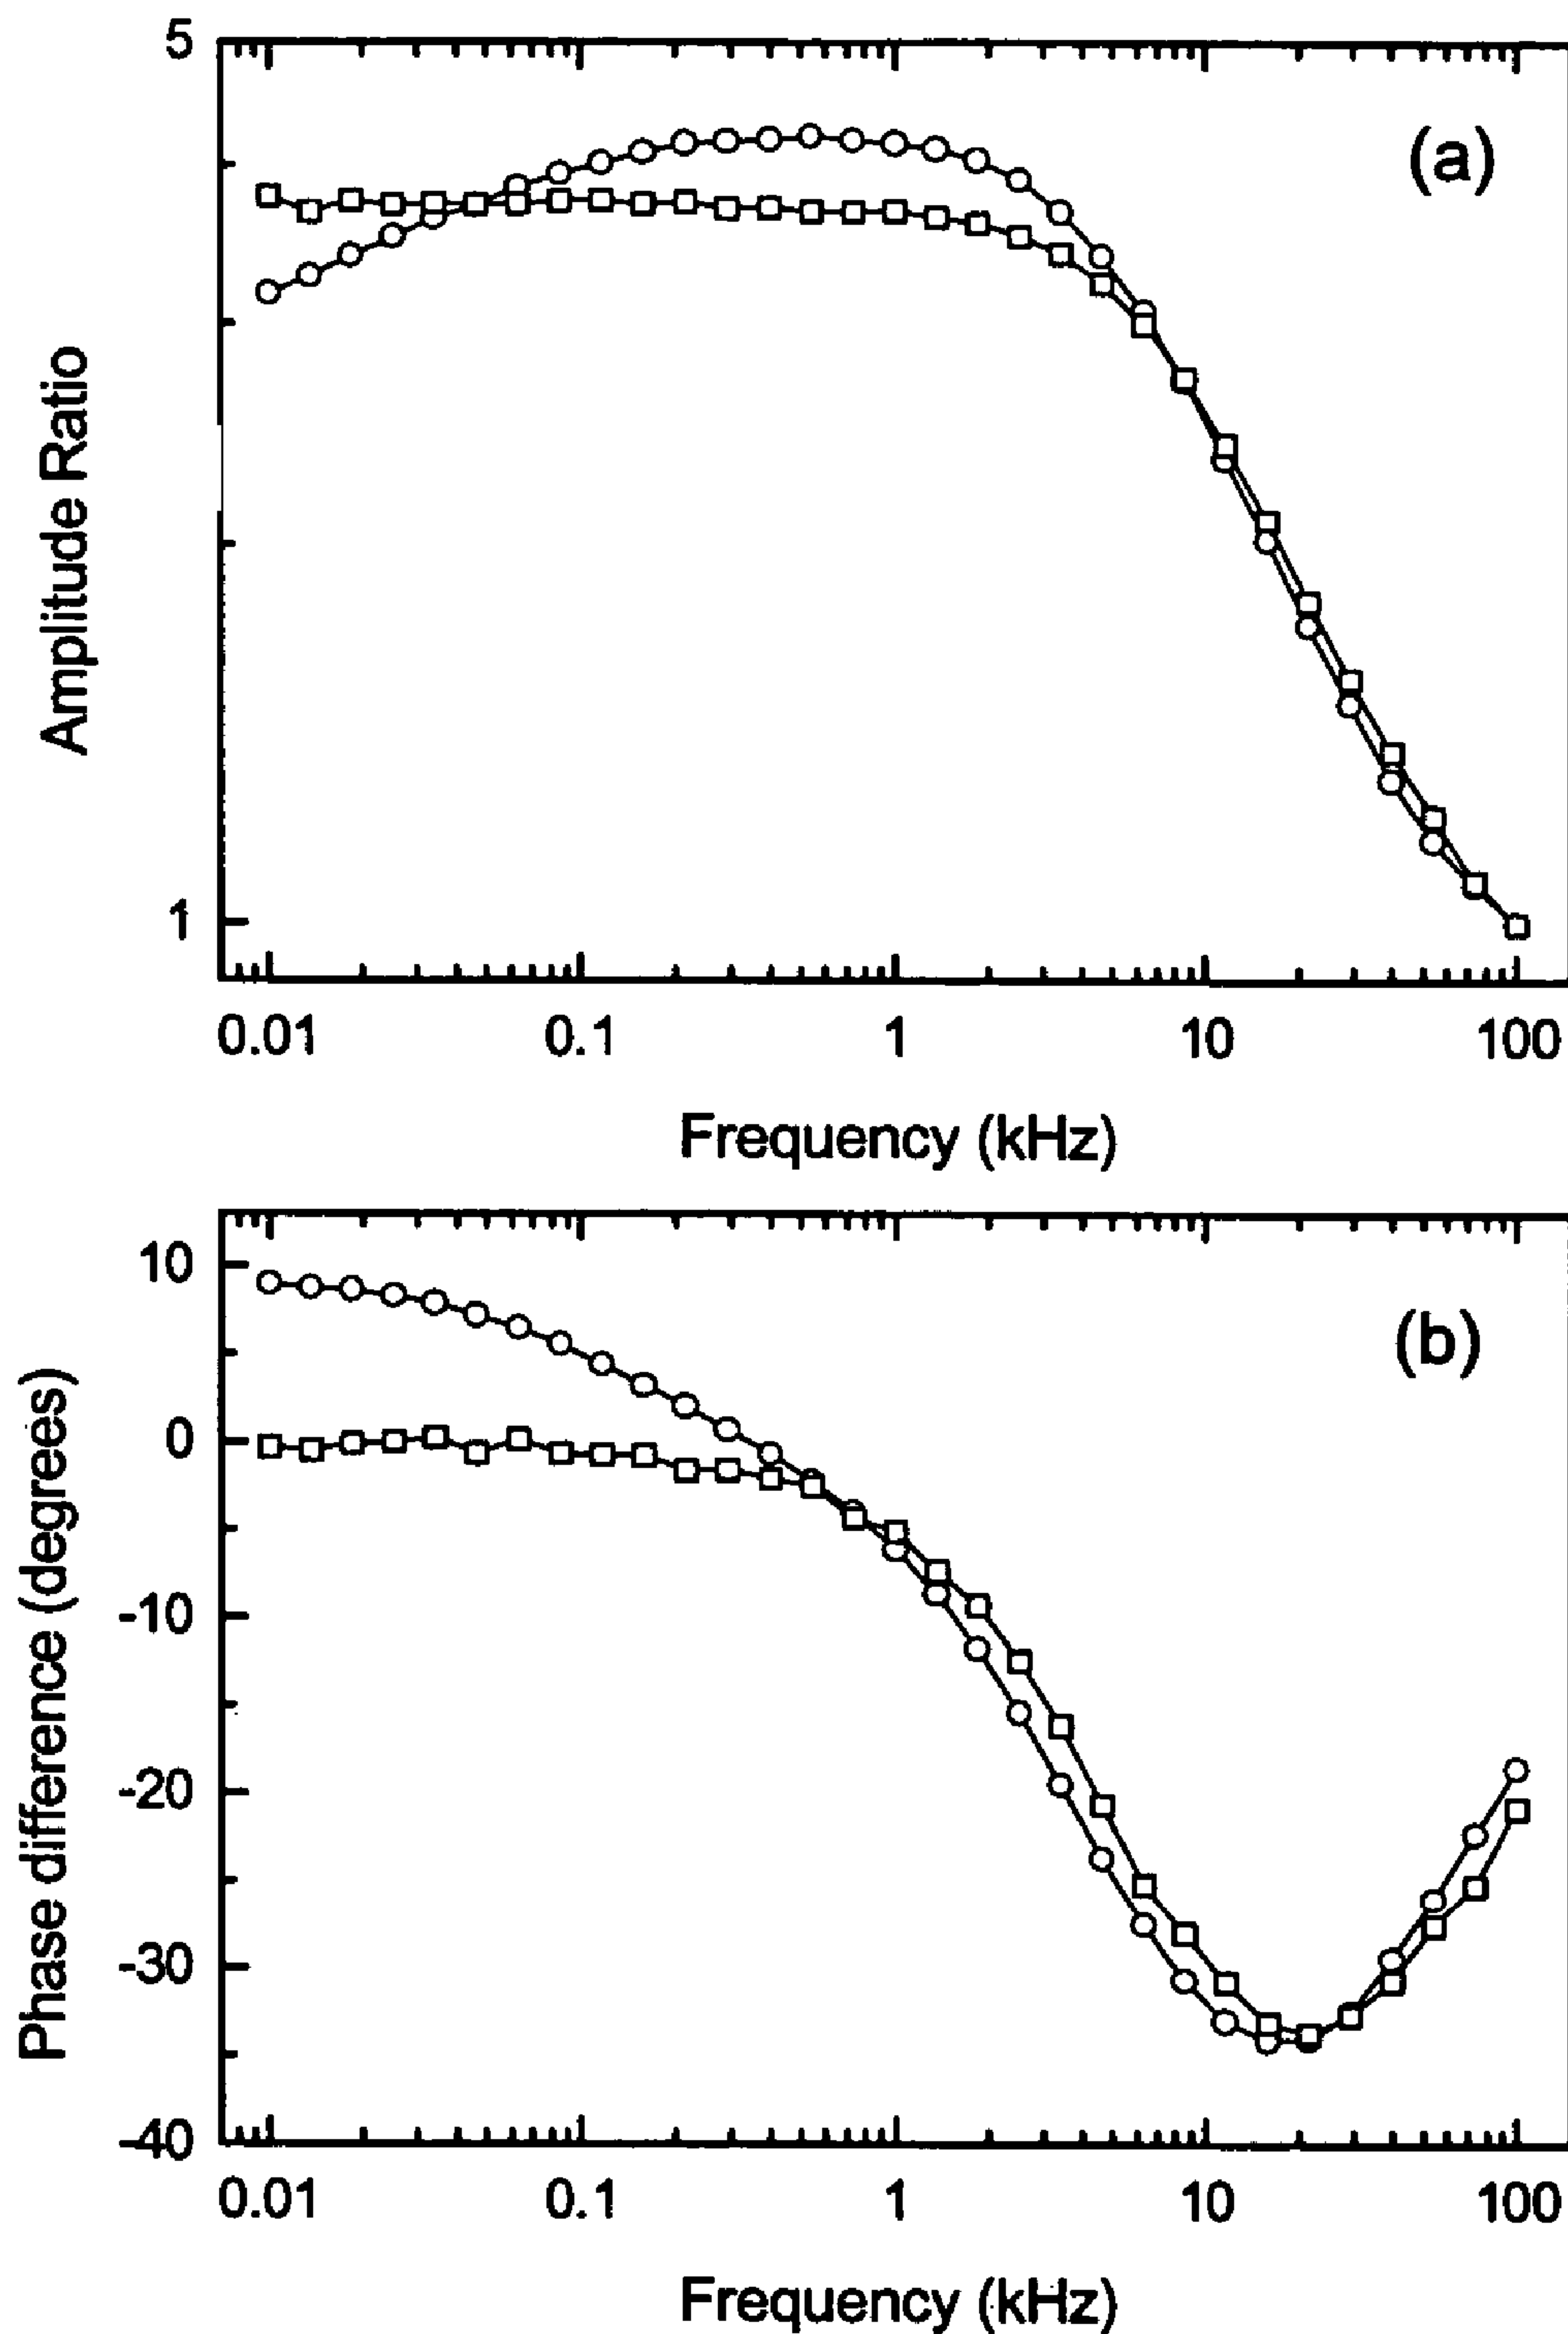 5
(a)
Amplitude Ratio
1
0.01 0.1 1 10 100
Frequency (kHz)
10
(b)
0
Phase difference (degrees)
-10
-20
-30
-40
0.01 0.1 1 10 100
Frequency (kHz)